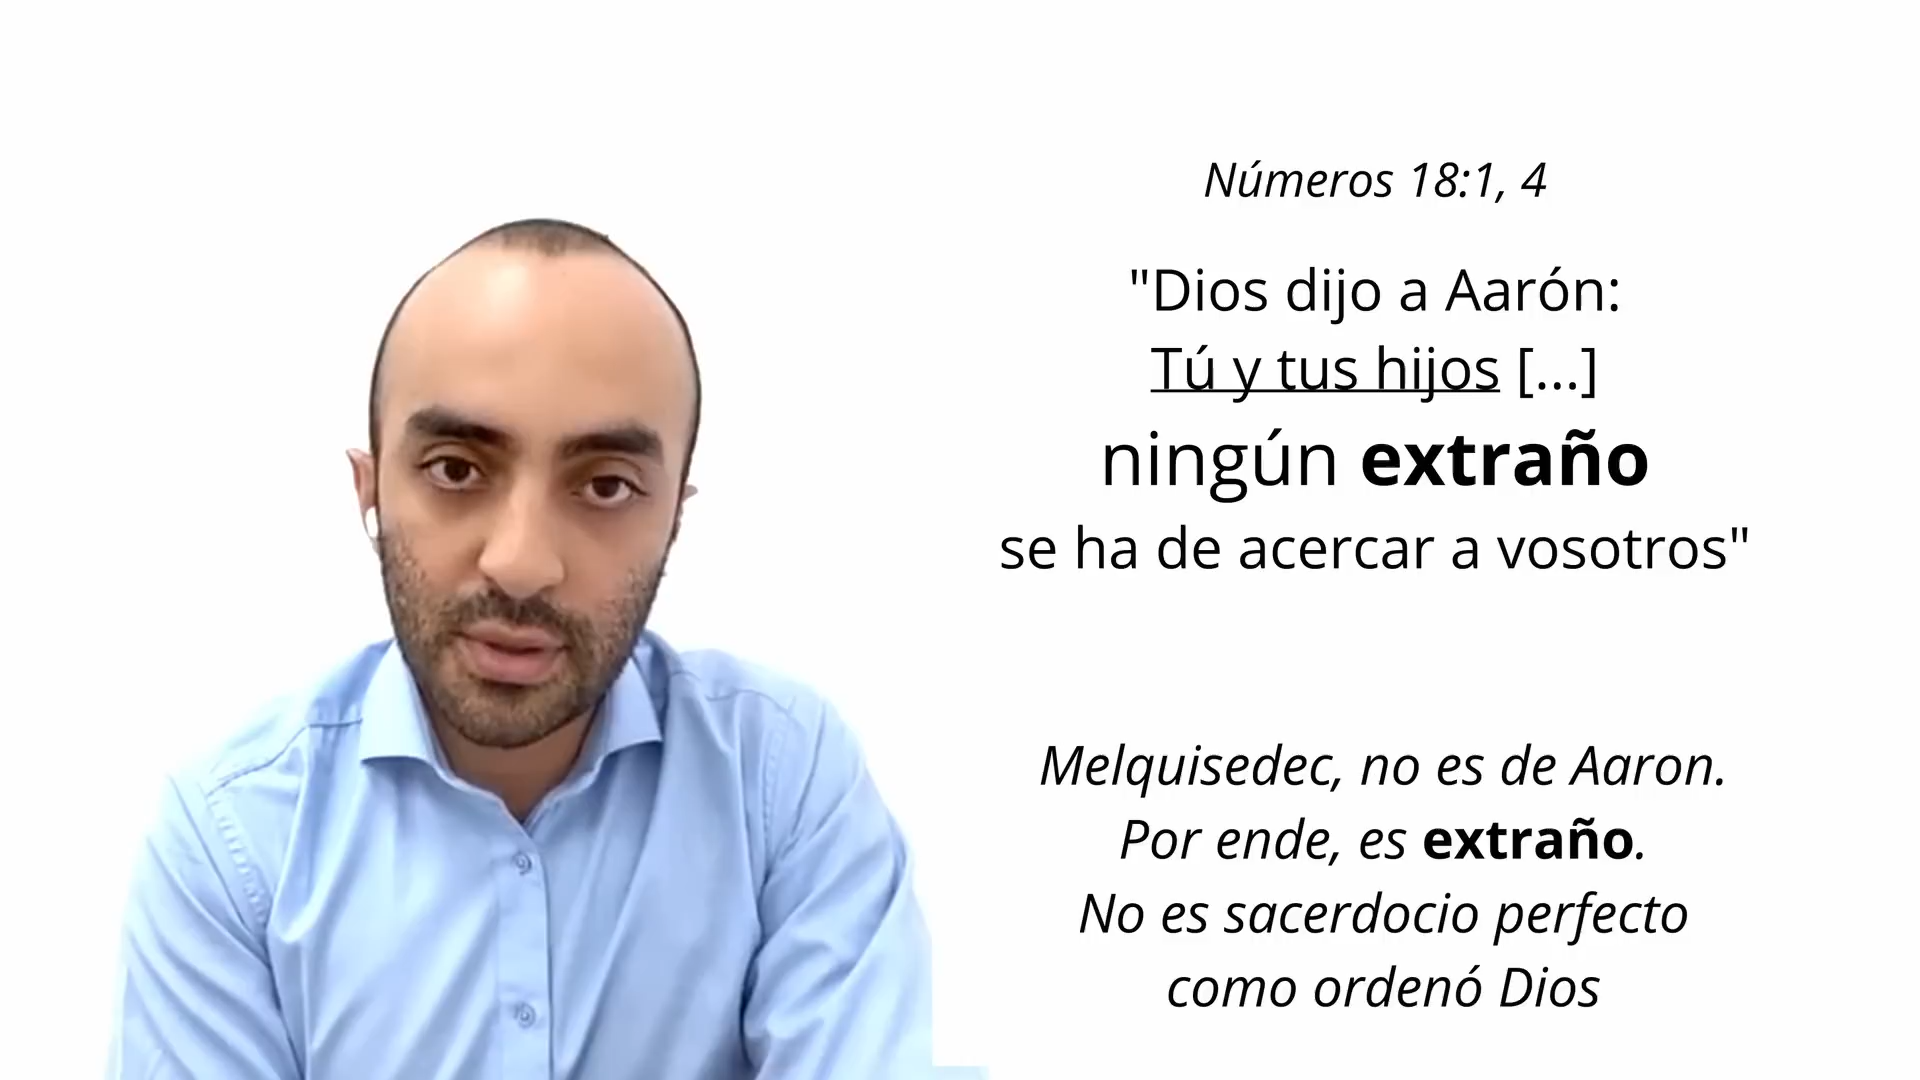 Números 18:1, 4
"Dios dijo a Aarón:
Tú y tus hijos [...]
ningún extraño
se ha de acercar a vosotros"
Melquisedec, no es de Aaron.
Por ende, es extraño.
No es sacerdocio perfecto
como ordenó Dios